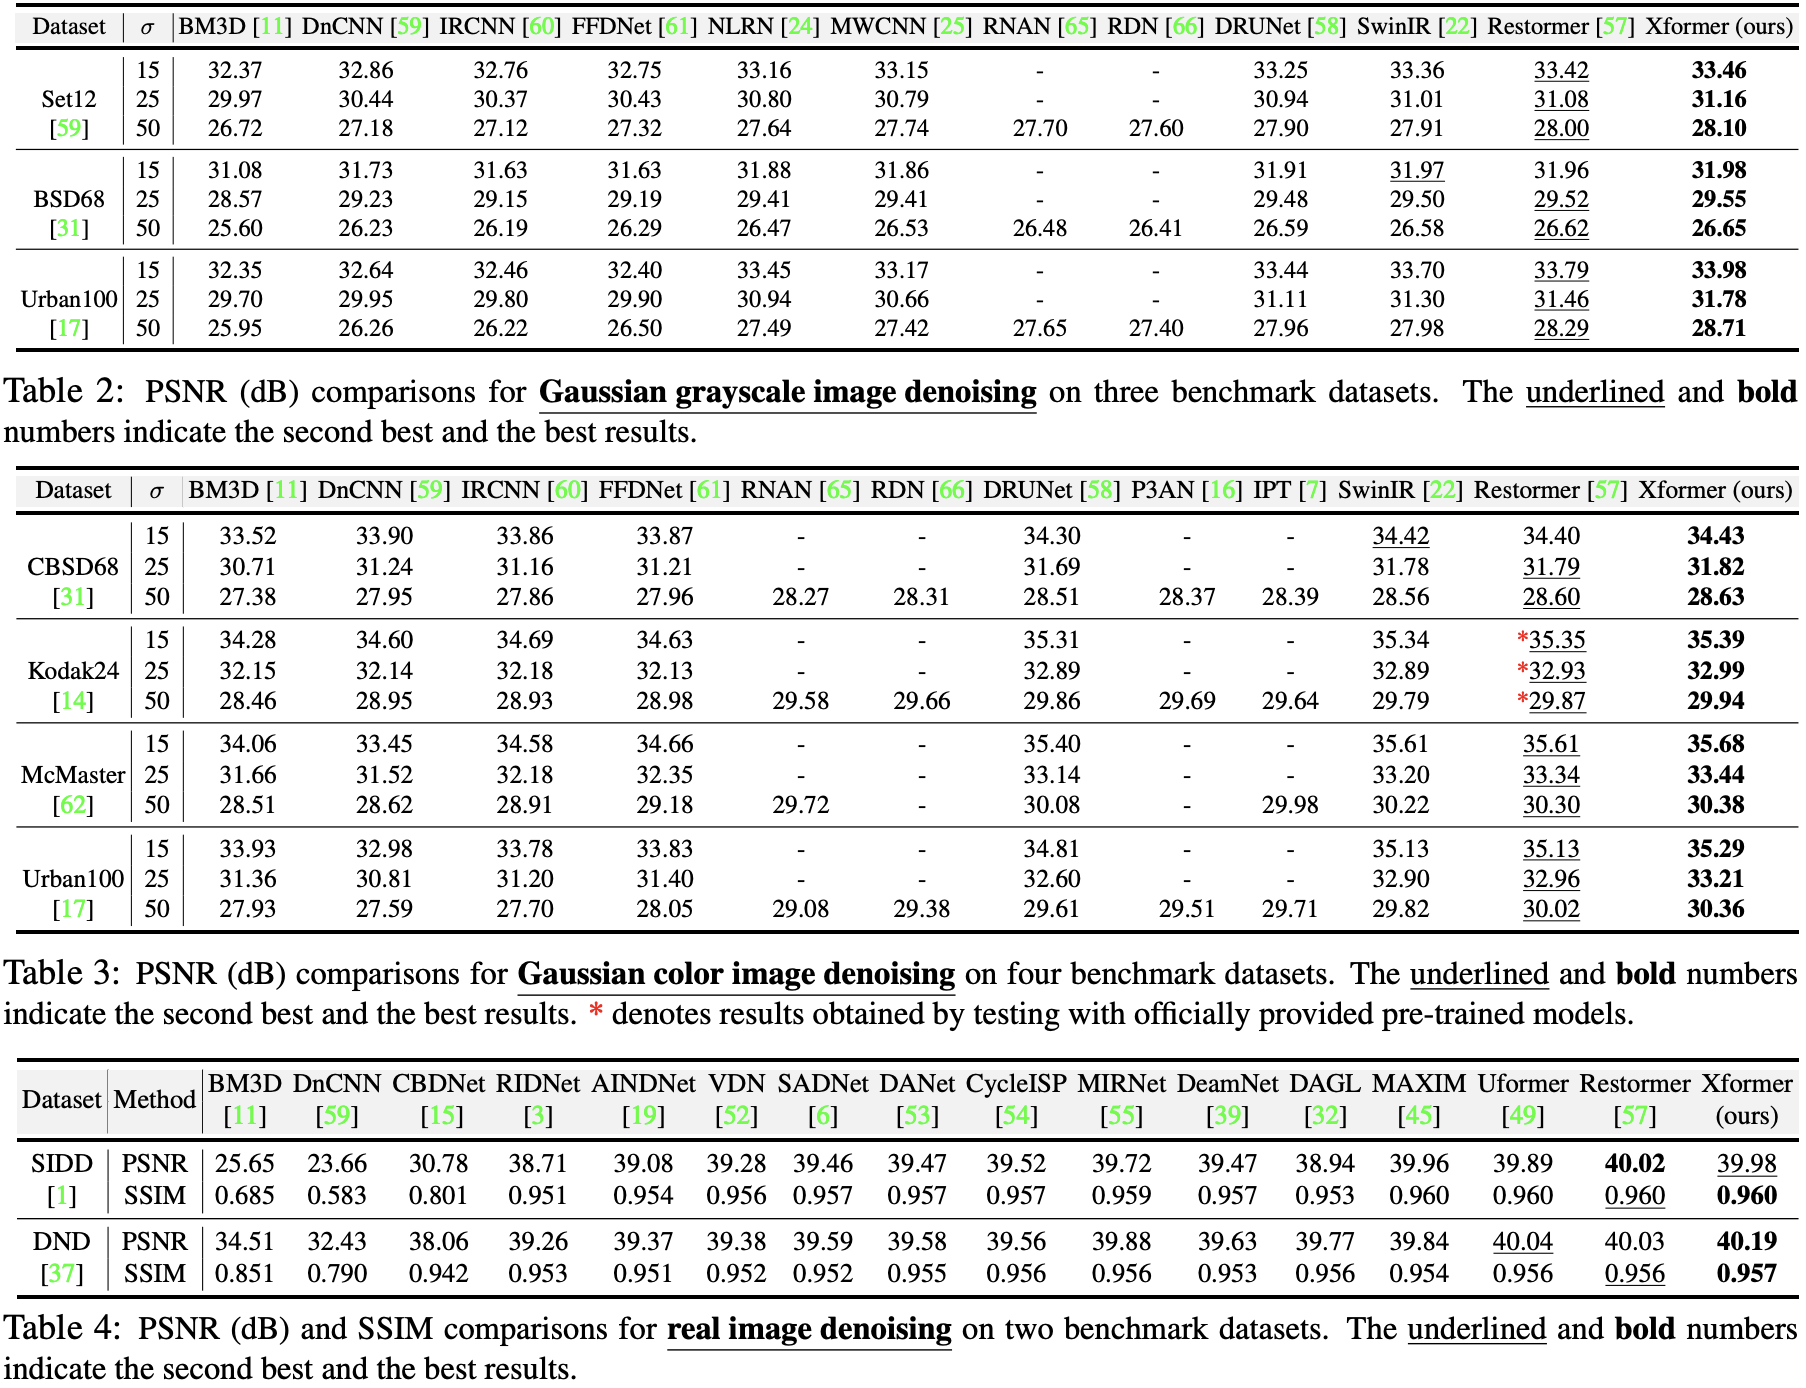 Dataset σ BM3D [11] DnCNN [59] IRCNN [60] FFDNet [61] NLRN [24] MWCNN [25] RNAN [65] RDN [66] DRUNet [58] SwinIR [22] Restormer [57] Xformer (ours)
15 32.37 32.86 32.76 32.75 33.16 33.15 - - 33.25 33.36 33.42 33.46
Set12 25 29.97 30.44 30.37 30.43 30.80 30.79 - - 30.94 31.01 31.08 31.16
[59] 50 26.72 27.18 27.12 27.32 27.64 27.74 27.70 27.60 27.90 27.91 28.00 28.10
15 31.08 31.73 31.63 31.63 31.88 31.86 - - 31.91 31.97 31.96 31.98
BSD68 25 28.57 29.23 29.15 29.19 29.41 29.41 - - 29.48 29.50 29.52 29.55
[31] 50 25.60 26.23 26.19 26.29 26.47 26.53 26.48 26.41 26.59 26.58 26.62 26.65
15 32.35 32.64 32.46 32.40 33.45 33.17 - - 33.44 33.70 33.79 33.98
Urban100 25 29.70 29.95 29.80 29.90 30.94 30.66 - - 31.11 31.30 31.46 31.78
[17] 50 25.95 26.26 26.22 26.50 27.49 27.42 27.65 27.40 27.96 27.98 28.29 28.71
Table 2: PSNR (dB) comparisons for Gaussian grayscale image denoising on three benchmark datasets. The underlined and bold
numbers indicate the second best and the best results.
Dataset σ BM3D [11] DnCNN [59] IRCNN [60] FFDNet [61] RNAN [65] RDN [66] DRUNet [58] P3AN [16] IPT [7] SwinIR [22] Restormer [57] Xformer (ours)
15 33.52 33.90 33.86 33.87 - - 34.30 - - 34.42 34.40 34.43
CBSD68 25 30.71 31.24 31.16 31.21 - - 31.69 - - 31.78 31.79 31.82
[31] 50 27.38 27.95 27.86 27.96 28.27 28.31 28.51 28.37 28.39 28.56 28.60 28.63
15 34.28 34.60 34.69 34.63 - - 35.31 - - 35.34 *35.35 35.39
Kodak24 25 32.15 32.14 32.18 32.13 - - 32.89 - - 32.89 *32.93 32.99
[14] 50 28.46 28.95 28.93 28.98 29.58 29.66 29.86 29.69 29.64 29.79 *29.87 29.94
15 34.06 33.45 34.58 34.66 - - 35.40 - - 35.61 35.61 35.68
McMaster 25 31.66 31.52 32.18 32.35 - - 33.14 - - 33.20 33.34 33.44
[62] 50 28.51 28.62 28.91 29.18 29.72 - 30.08 - 29.98 30.22 30.30 30.38
15 33.93 32.98 33.78 33.83 - - 34.81 - - 35.13 35.13 35.29
Urban100 25 31.36 30.81 31.20 31.40 - - 32.60 - - 32.90 32.96 33.21
[17] 50 27.93 27.59 27.70 28.05 29.08 29.38 29.61 29.51 29.71 29.82 30.02 30.36
Table 3: PSNR (dB) comparisons for Gaussian color image denoising on four benchmark datasets. The underlined and bold numbers
indicate the second best and the best results. * denotes results obtained by testing with officially provided pre-trained models.
Dataset Method BM3D DnCNN CBDNet RIDNet AINDNet VDN SADNet DANet CycleISP MIRNet DeamNet DAGL MAXIM Uformer Restormer Xformer
[11] [59] [15] [3] [19] [52] [6] [53] [54] [55] [39] [32] [45] [49] [57] (ours)
SIDD PSNR 25.65 23.66 30.78 38.71 39.08 39.28 39.46 39.47 39.52 39.72 39.47 38.94 39.96 39.89 40.02 39.98
[1] SSIM 0.685 0.583 0.801 0.951 0.954 0.956 0.957 0.957 0.957 0.959 0.957 0.953 0.960 0.960 0.960 0.960
DND PSNR 34.51 32.43 38.06 39.26 39.37 39.38 39.59 39.58 39.56 39.88 39.63 39.77 39.84 40.04 40.03 40.19
[37] SSIM 0.851 0.790 0.942 0.953 0.951 0.952 0.952 0.955 0.956 0.956 0.953 0.956 0.954 0.956 0.956 0.957
Table 4: PSNR (dB) and SSIM comparisons for real image denoising on two benchmark datasets. The underlined and bold numbers
indicate the second best and the best results.